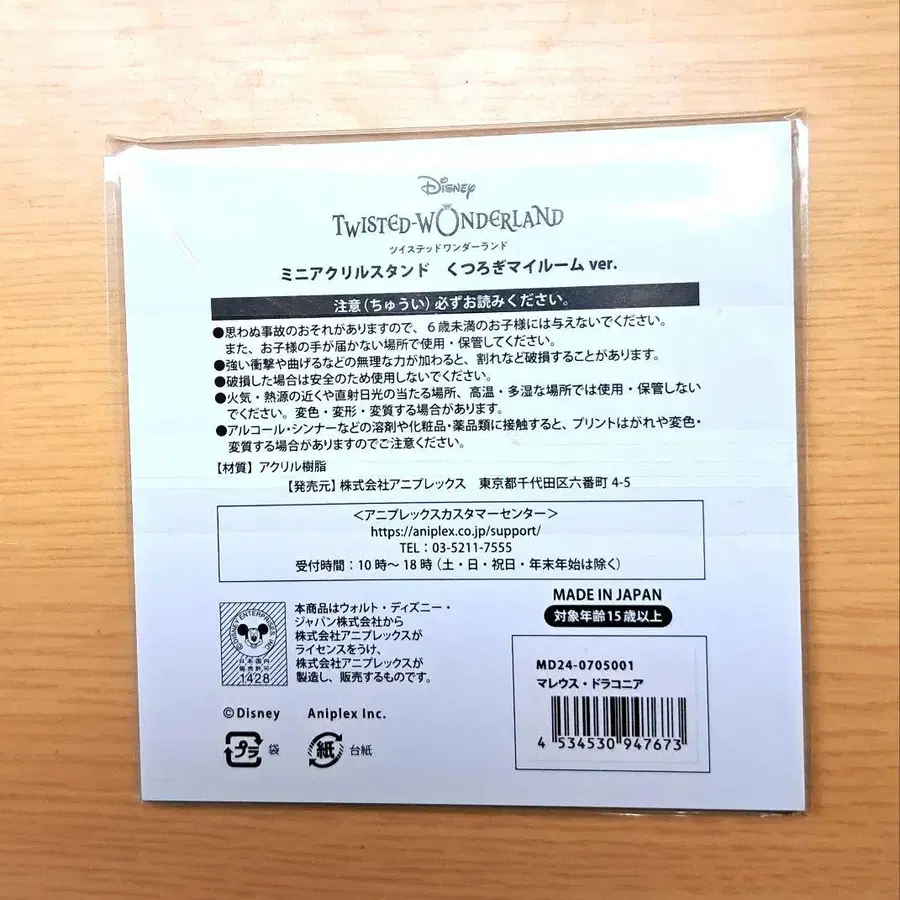 Disney
TWISTED-WONDERLAND
ツイステッドワンダーランド
ミニアクリルスタンド　くつろぎマイルーム ver.
注意（ちゅうい）必ずお読みください。
●思わぬ事故のおそれがありますので、６歳未満のお子様には与えないでください。
また、お子様の手が届かない場所で使用・保管してください。
●強い衝撃や曲げるなどの無理な力が加わると、割れなど破損することがあります。
●破損した場合は安全のため使用しないでください。
●火気・熱源の近くや直射日光の当たる場所、高温・多湿な場所では使用・保管しない
でください。変色・変形・変質する場合があります。
●アルコール・シンナーなどの溶剤や化粧品・薬品類に接触すると、プリントはがれや変色・
変質する場合がありますのでご注意ください。
【材質】アクリル樹脂
【発売元】株式会社アニプレックス　東京都千代田区六番町 4-5
＜アニプレックスカスタマーセンター＞
https://aniplex.co.jp/support/
TEL：03-5211-7555
受付時間：10 時～ 18 時（土・日・祝日・年末年始は除く）
MADE IN JAPAN
対象年齢15歳以上
©DISNEY ENTERPRISES, INC.
日本国内
販売許可
1428
本商品はウォルト・ディズニー・
ジャパン株式会社から
株式会社アニプレックスが
ライセンスをうけ、
株式会社アニプレックスが
製造し、販売するものです。
MD24-0705001
マレウス・ドラコニア
4 534530 947673
©Disney　Aniplex Inc.
プラ 袋
紙 台紙